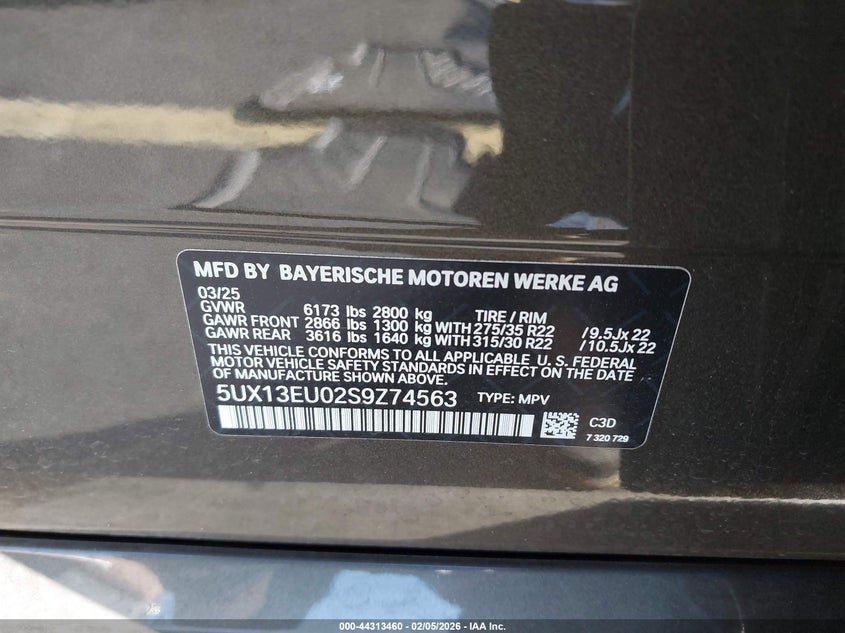 MFD BY BAYERISCHE MOTOREN WERKE AG
03/25
GVWR 6173 lbs 2800 kg TIRE / RIM
GAWR FRONT 2866 lbs 1300 kg WITH 275/35 R22 /9.5Jx22
GAWR REAR 3616 lbs 1640 kg WITH 315/30 R22 /10.5Jx22
THIS VEHICLE CONFORMS TO ALL APPLICABLE U. S. FEDERAL
MOTOR VEHICLE SAFETY STANDARDS IN EFFECT ON THE DATE
OF MANUFACTURE SHOWN ABOVE.
5UX13EU02S9Z74563 TYPE: MPV
C3D
7 320 729
000-44313460 - 02/05/2026 - IAA Inc.